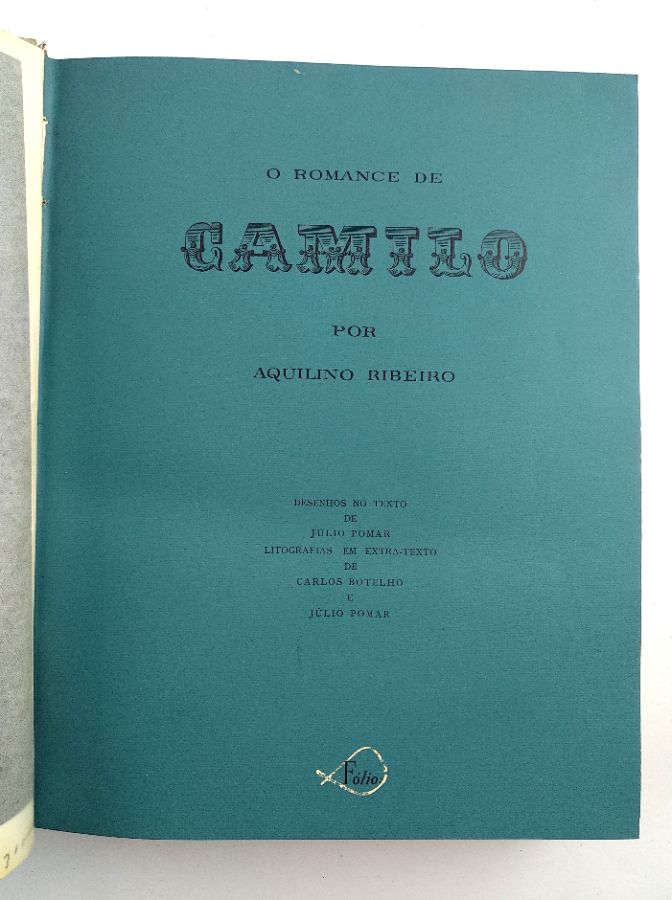 O ROMANCE DE
CAMILO
POR
AQUILINO RIBEIRO
DESENHOS NO TEXTO
DE
JÚLIO POMAR
LITOGRAFIAS EM EXTRA-TEXTO
DE
CARLOS BOTELHO
E
JÚLIO POMAR
Fólio